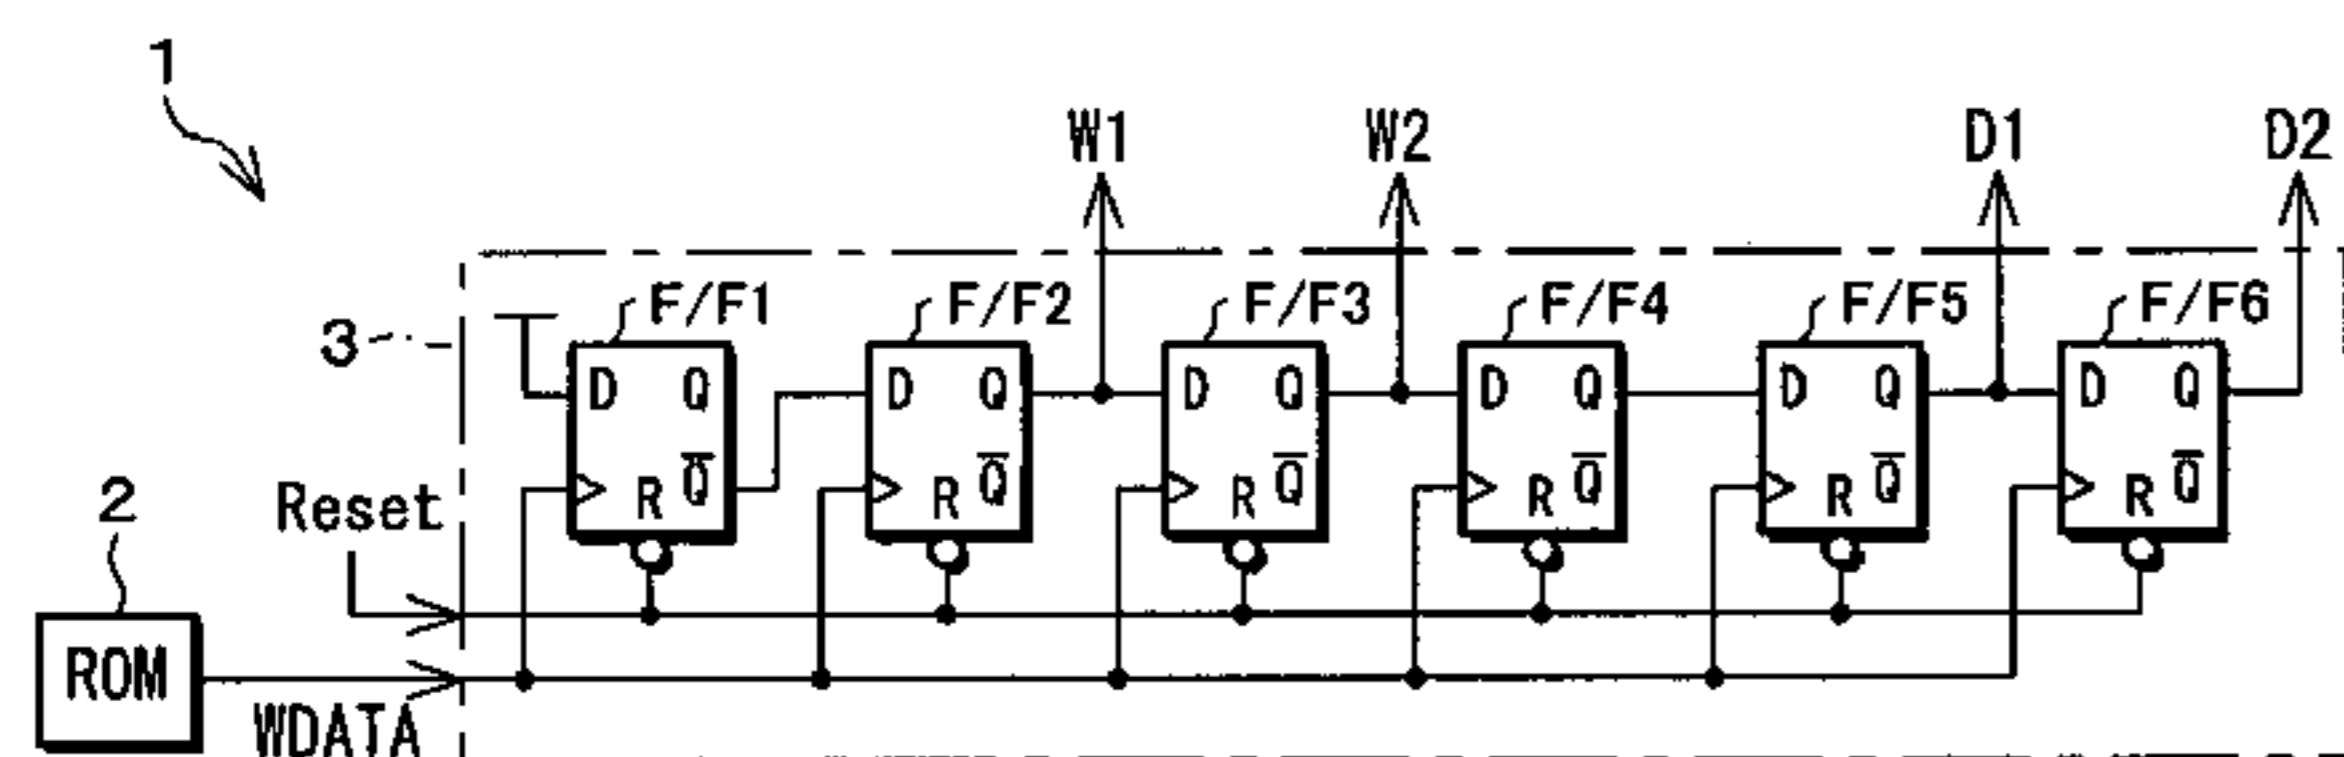 1
W1 W2 D1 D2
F/F1 F/F2 F/F3 F/F4 F/F5 F/F6
3
D Q D Q D Q D Q D Q D Q
R Q̅ R Q̅ R Q̅ R Q̅ R Q̅ R Q̅
2 Reset
ROM
WDATA